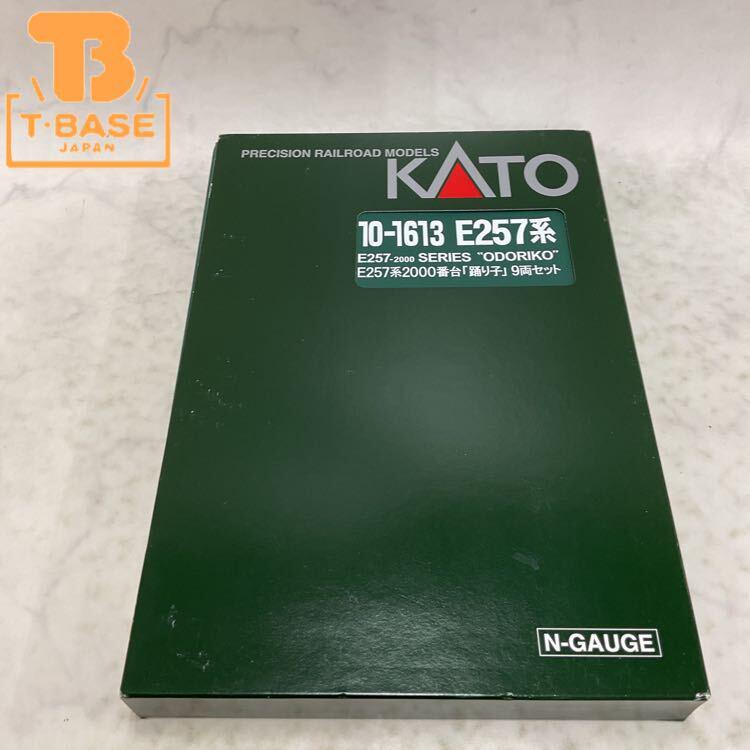 T・BASE
JAPAN
PRECISION RAILROAD MODELS
KATO
10-1613 E257系
E257-2000 SERIES "ODORIKO"
E257系2000番台「踊り子」9両セット
N-GAUGE